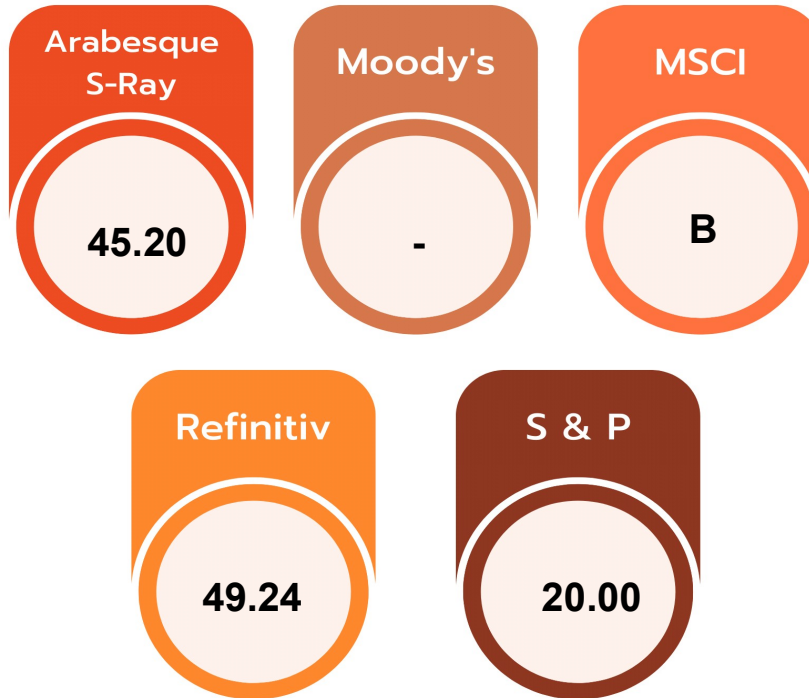 Arabesque
S-Ray
45.20
Moody's
-
MSCI
B
Refinitiv
49.24
S & P
20.00